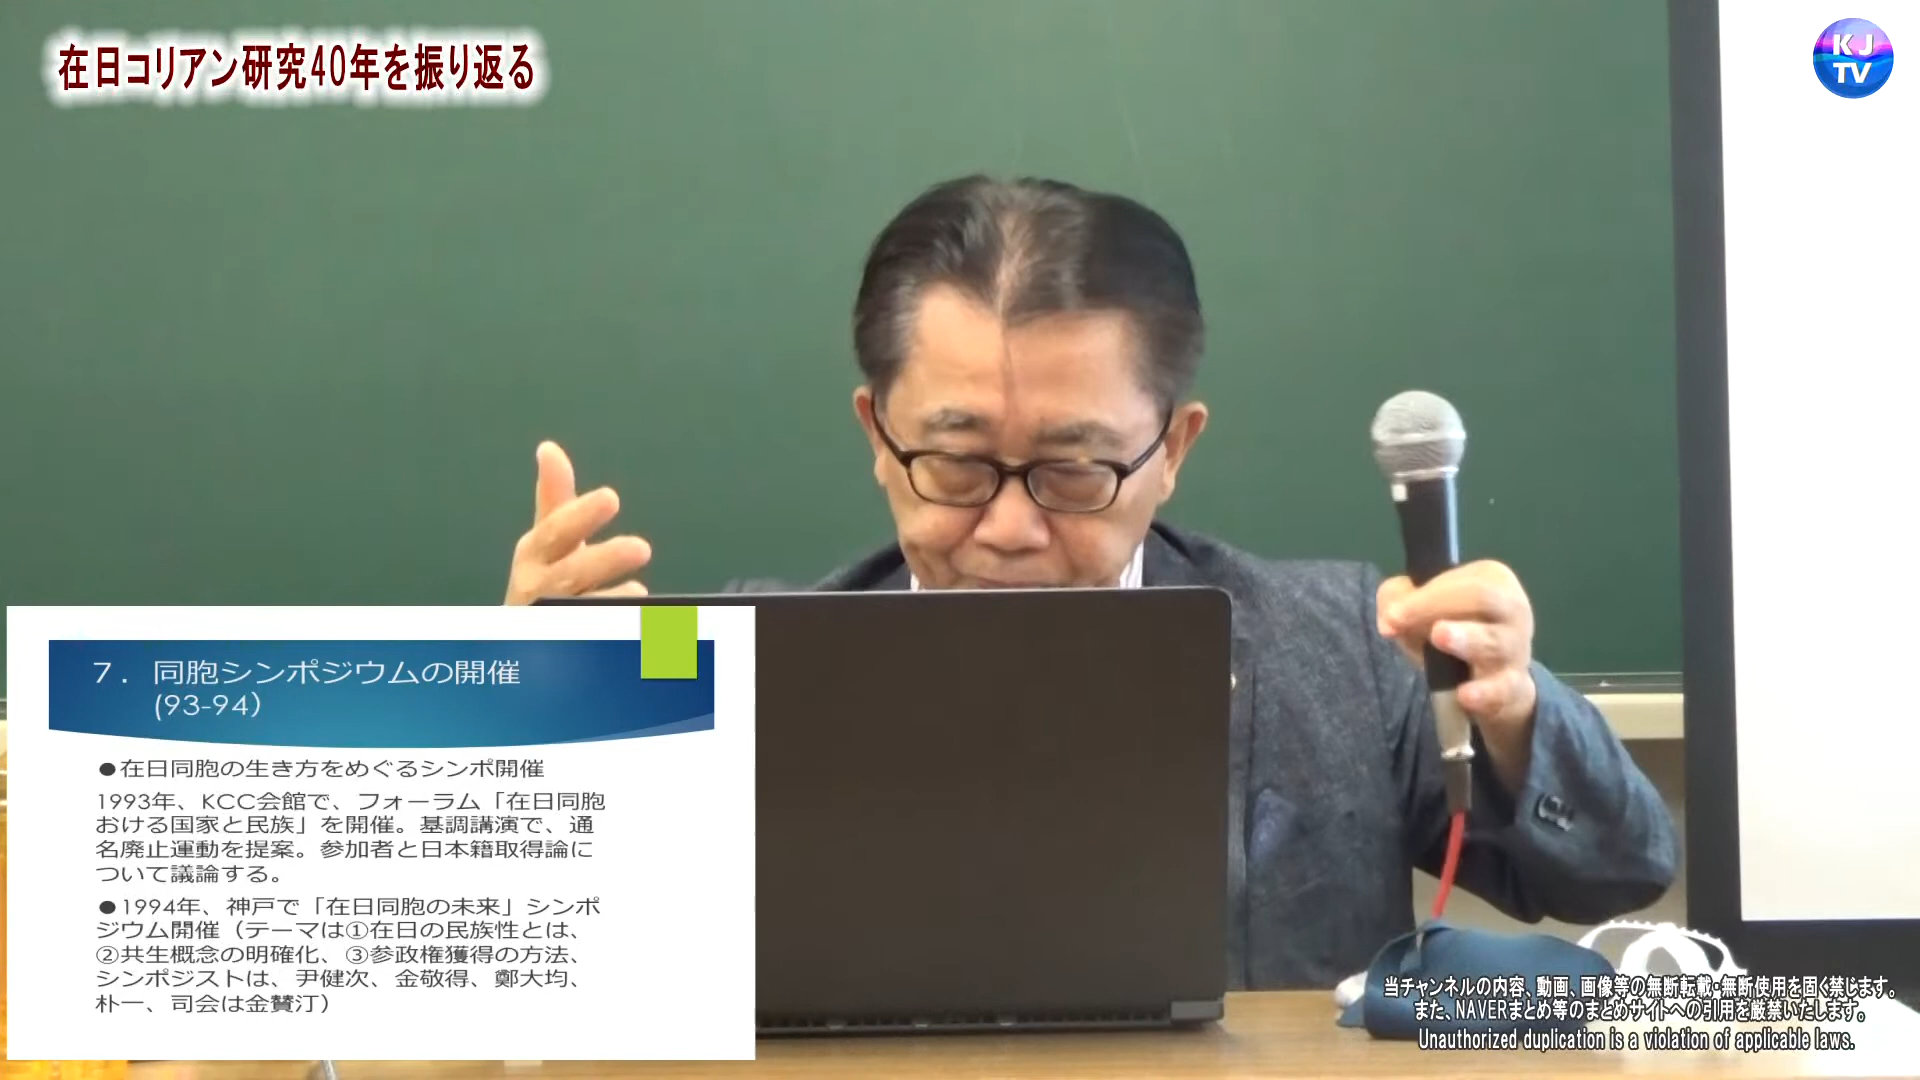 在日コリアン研究40年を振り返る
KJ
TV
７．同胞シンポジウムの開催
(93-94）
●在日同胞の生き方をめぐるシンポ開催
1993年、KCC会館で、フォーラム「在日同胞
おける国家と民族」を開催。基調講演で、通
名廃止運動を提案。参加者と日本籍取得論に
ついて議論する。
●1994年、神戸で「在日同胞の未来」シンポ
ジウム開催（テーマは①在日の民族性とは、
②共生概念の明確化、③参政権獲得の方法、
シンポジストは、尹健次、金敬得、鄭大均、
朴一、司会は金賛汀）
当チャンネルの内容、動画、画像等の無断転載・無断使用を固く禁じます。
また、NAVERまとめ等のまとめサイトへの引用を厳禁いたします。
Unauthorized duplication is a violation of applicable laws.